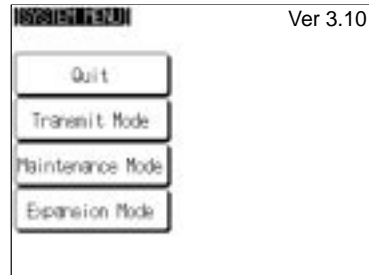 [SYSTEM MENU]
Ver 3.10
Quit
Transmit Mode
Maintenance Mode
Expansion Mode